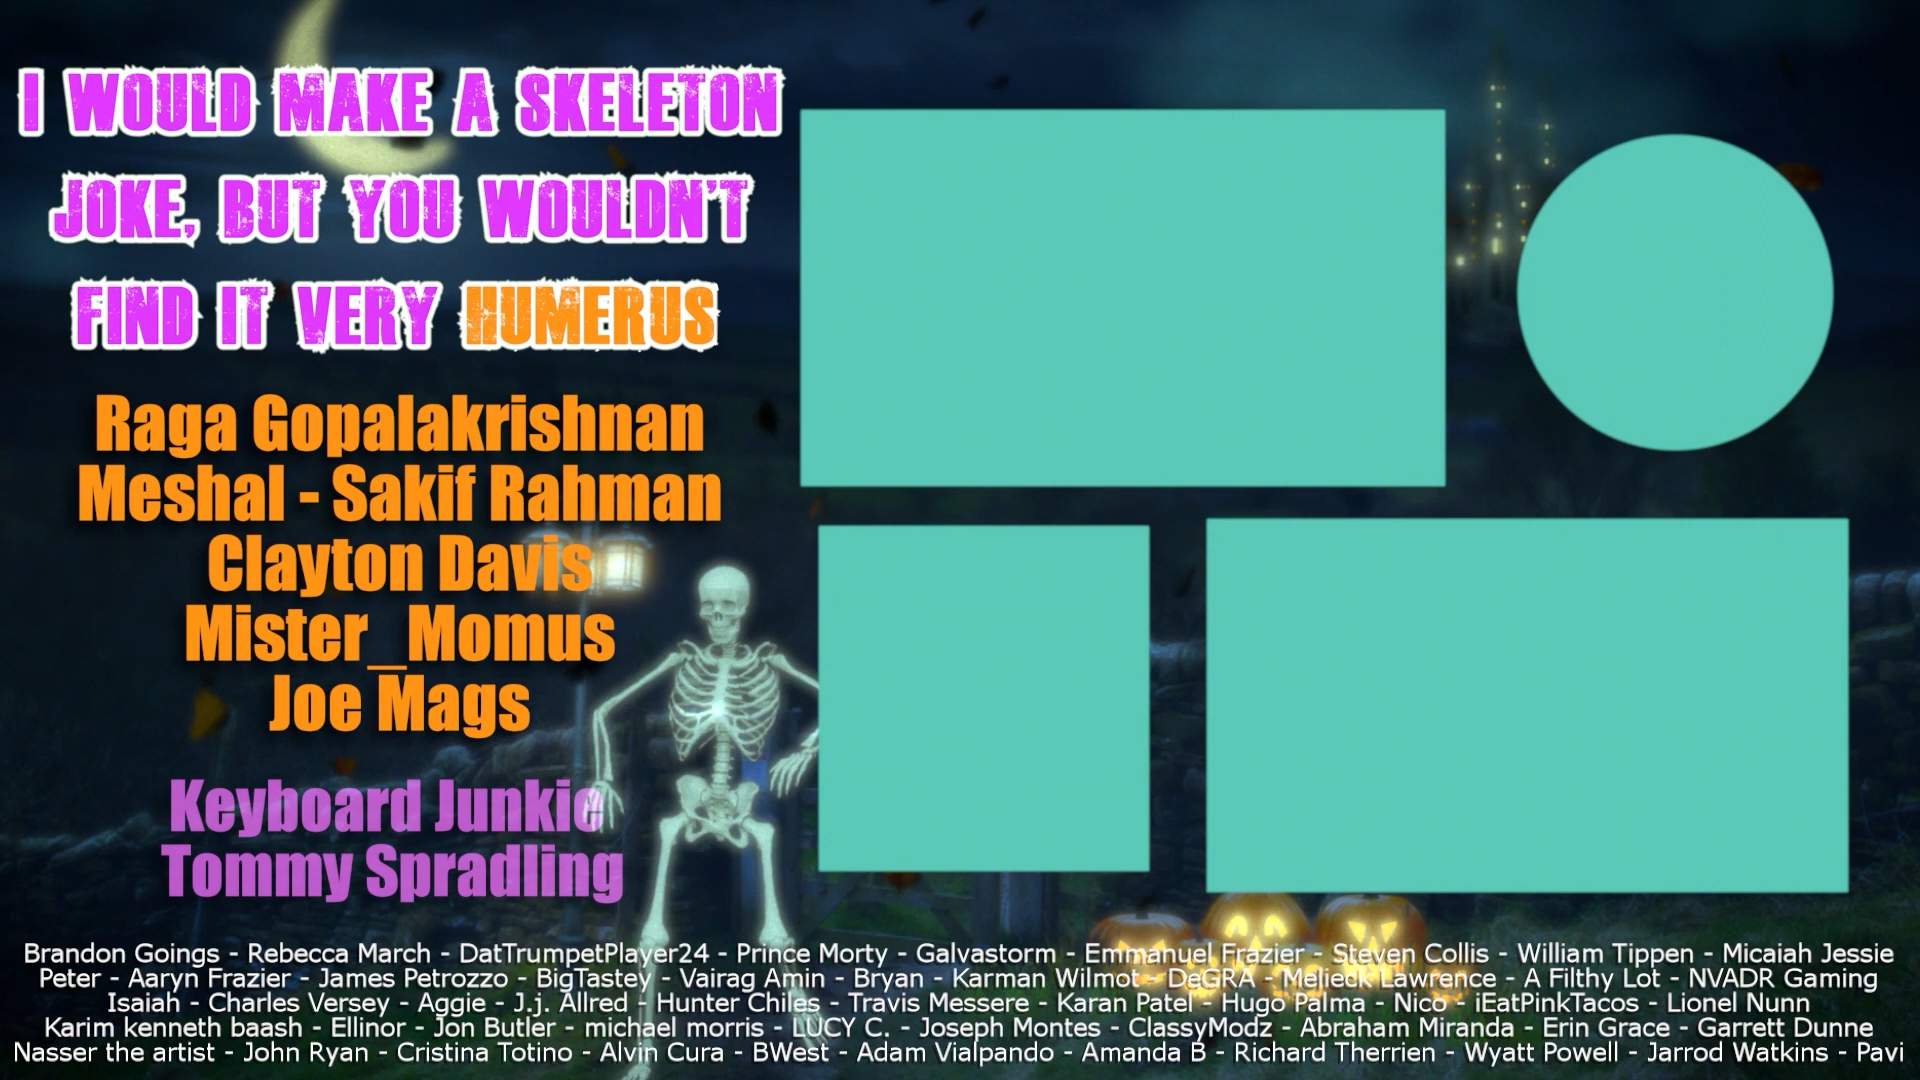 I WOULD MAKE A SKELETON
JOKE, BUT YOU WOULDN'T
FIND IT VERY HUMERUS
Raga Gopalakrishnan
Meshal - Sakif Rahman
Clayton Davis
Mister_Momus
Joe Mags
Keyboard Junkie
Tommy Spradling
Brandon Goings - Rebecca March - DatTrumpetPlayer24 - Prince Morty - Galvastorm - Emmanuel Frazier - Steven Collis - William Tippen - Micaiah Jessie
Peter - Aaryn Frazier - James Petrozzo - BigTastey - Vairag Amin - Bryan - Karman Wilmot - DeGRA - Melieck Lawrence - A Filthy Lot - NVADR Gaming
Isaiah - Charles Versey - Aggie - J.j. Allred - Hunter Chiles - Travis Messere - Karan Patel - Hugo Palma - Nico - iEatPinkTacos - Lionel Nunn
Karim kenneth baash - Ellinor - Jon Butler - michael morris - LUCY C. - Joseph Montes - ClassyModz - Abraham Miranda - Erin Grace - Garrett Dunne
Nasser the artist - John Ryan - Cristina Totino - Alvin Cura - BWest - Adam Vialpando - Amanda B - Richard Therrien - Wyatt Powell - Jarrod Watkins - Pavi